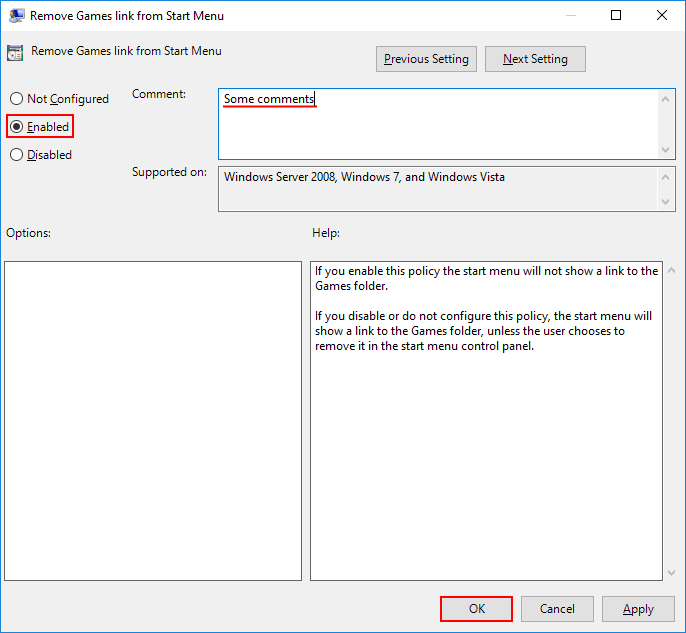 Remove Games link from Start Menu
Remove Games link from Start Menu
Previous Setting
Next Setting
Not Configured
Comment:
Some comments
Enabled
Disabled
Supported on:
Windows Server 2008, Windows 7, and Windows Vista
Options:
Help:
If you enable this policy the start menu will not show a link to the
Games folder.
If you disable or do not configure this policy, the start menu will
show a link to the Games folder, unless the user chooses to
remove it in the start menu control panel.
OK
Cancel
Apply